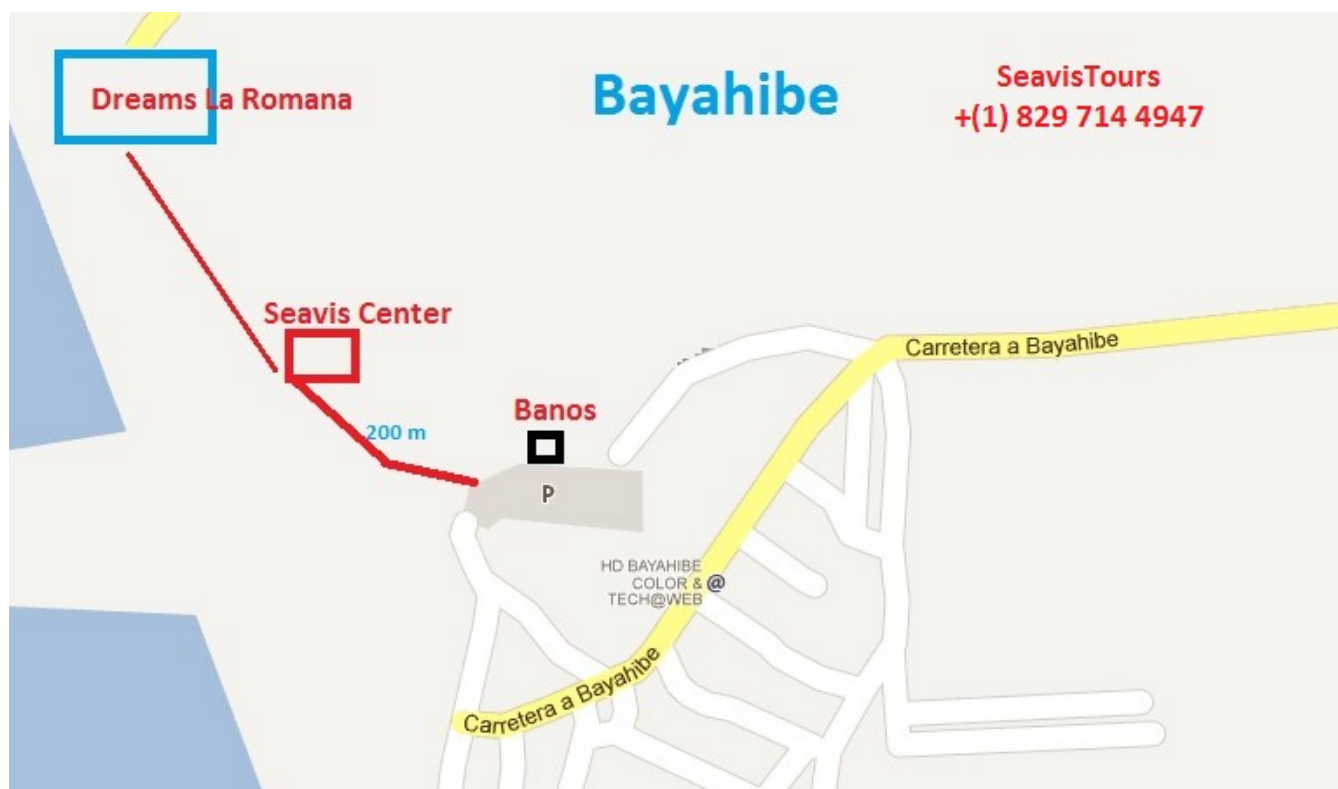 Dreams La Romana
Bayahibe
SeavisTours
+(1) 829 714 4947
Seavis Center
Carretera a Bayahibe
Banos
200 m
P
HD BAYAHIBE
COLOR & @
TECH@WEB
Carretera a Bayahibe